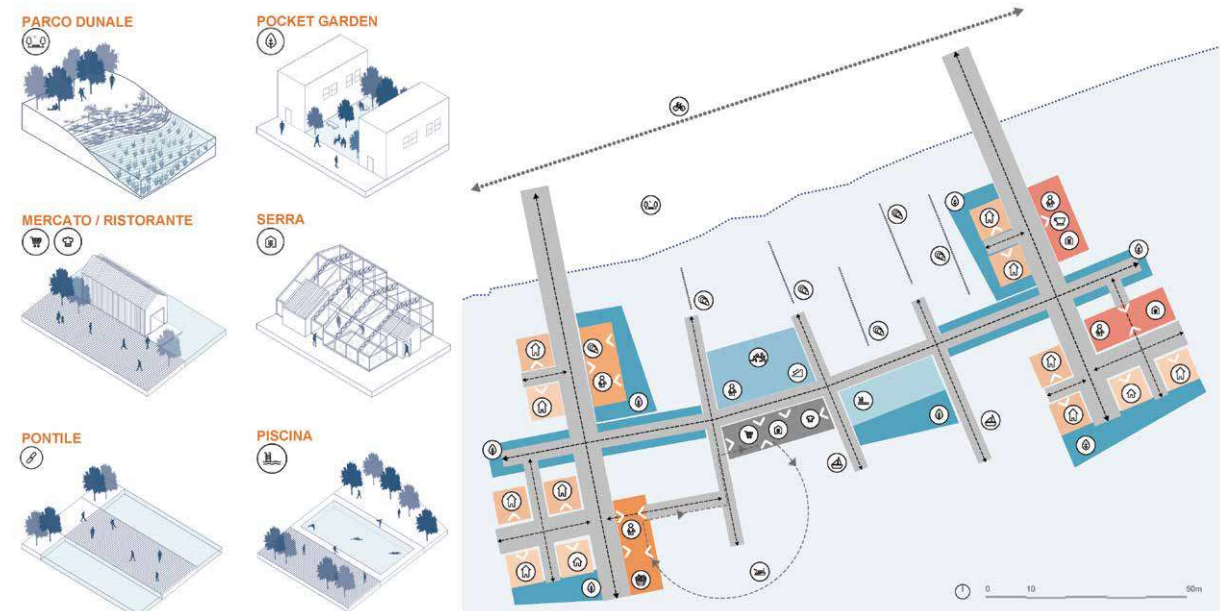 PARCO DUNALE
POCKET GARDEN
MERCATO / RISTORANTE
SERRA
PONTILE
PISCINA
0 10 50m